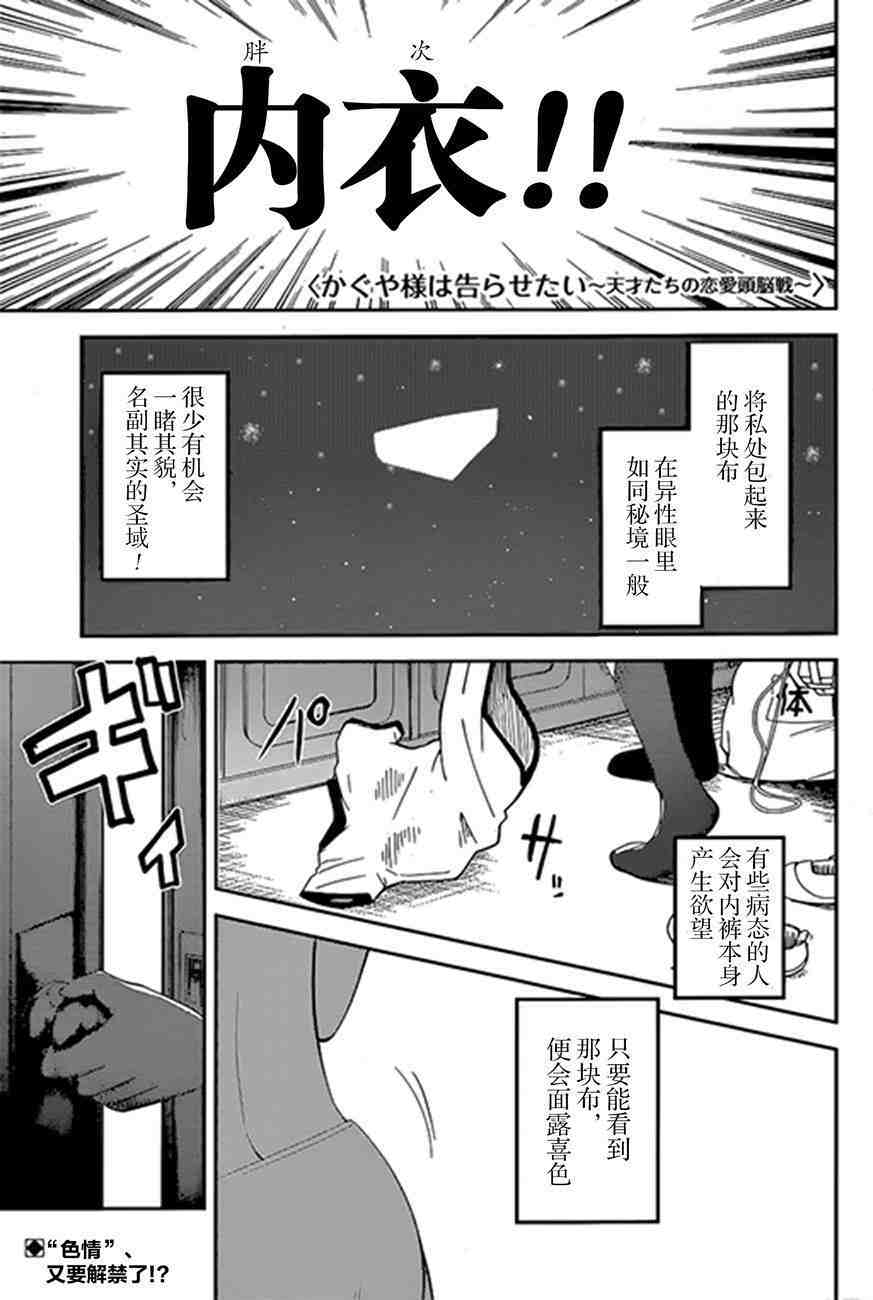 胖次
内衣!!
〈かぐや様は告らせたい～天才たちの恋愛頭脳戦～〉
将私处包起来
的那块布
在异性眼里
如同秘境一般
很少有机会
一睹其貌，
名副其实的圣域！
パサ
体
有些病态的人
会对内裤本身
产生欲望
ギィ
只要能看到
那块布，
便会面露喜色
“色情”、
又要解禁了!?